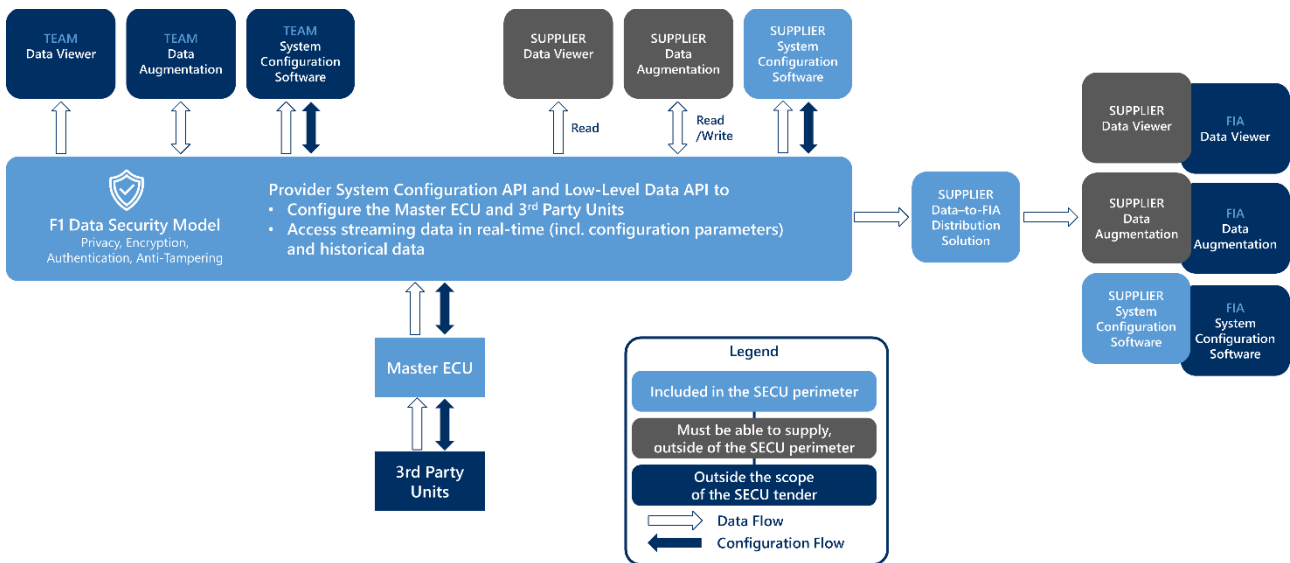 TEAM
Data Viewer
TEAM
Data
Augmentation
TEAM
System
Configuration
Software
SUPPLIER
Data Viewer
SUPPLIER
Data
Augmentation
SUPPLIER
System
Configuration
Software
Read
Read
/Write
F1 Data Security Model
Privacy, Encryption,
Authentication, Anti-Tampering
Provider System Configuration API and Low-Level Data API to
• Configure the Master ECU and 3rd Party Units
• Access streaming data in real-time (incl. configuration parameters)
and historical data
SUPPLIER
Data–to-FIA
Distribution
Solution
SUPPLIER
Data Viewer
FIA
Data Viewer
SUPPLIER
Data
Augmentation
FIA
Data
Augmentation
SUPPLIER
System
Configuration
Software
FIA
System
Configuration
Software
Master ECU
3rd Party
Units
Legend
Included in the SECU perimeter
Must be able to supply,
outside of the SECU perimeter
Outside the scope
of the SECU tender
Data Flow
Configuration Flow